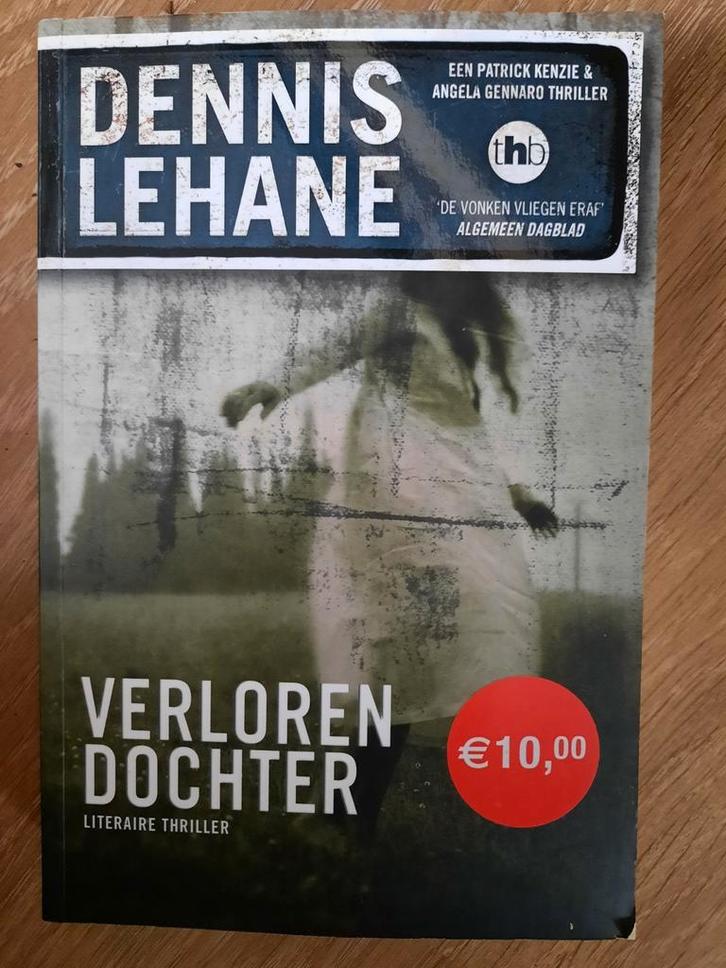 DENNIS
LEHANE
EEN PATRICK KENZIE &
ANGELA GENNARO THRILLER
thb
'DE VONKEN VLIEGEN ERAF'
ALGEMEEN DAGBLAD
VERLOREN
DOCHTER
LITERAIRE THRILLER
€10,00